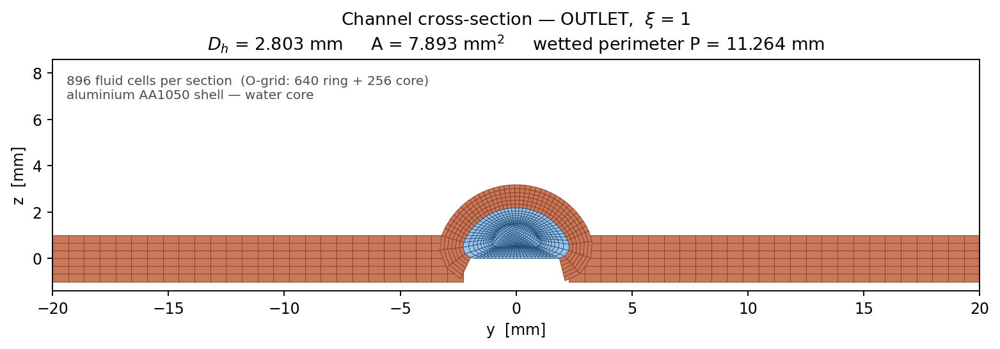 Channel cross-section — OUTLET, ξ = 1
D_h = 2.803 mm A = 7.893 mm² wetted perimeter P = 11.264 mm
896 fluid cells per section (O-grid: 640 ring + 256 core)
aluminium AA1050 shell — water core
8
6
4
2
0
z [mm]
−20 −15 −10 −5 0 5 10 15 20
y [mm]